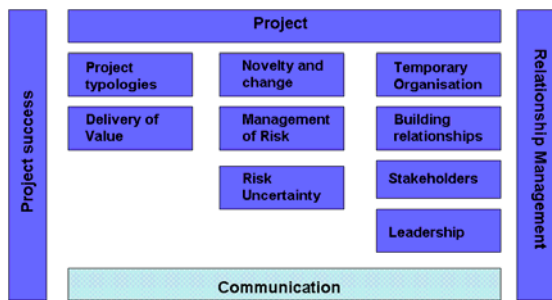 Project success
Project
Project
typologies
Delivery of
Value
Novelty and
change
Management
of Risk
Risk
Uncertainty
Temporary
Organisation
Building
relationships
Stakeholders
Leadership
Relationship Management
Communication